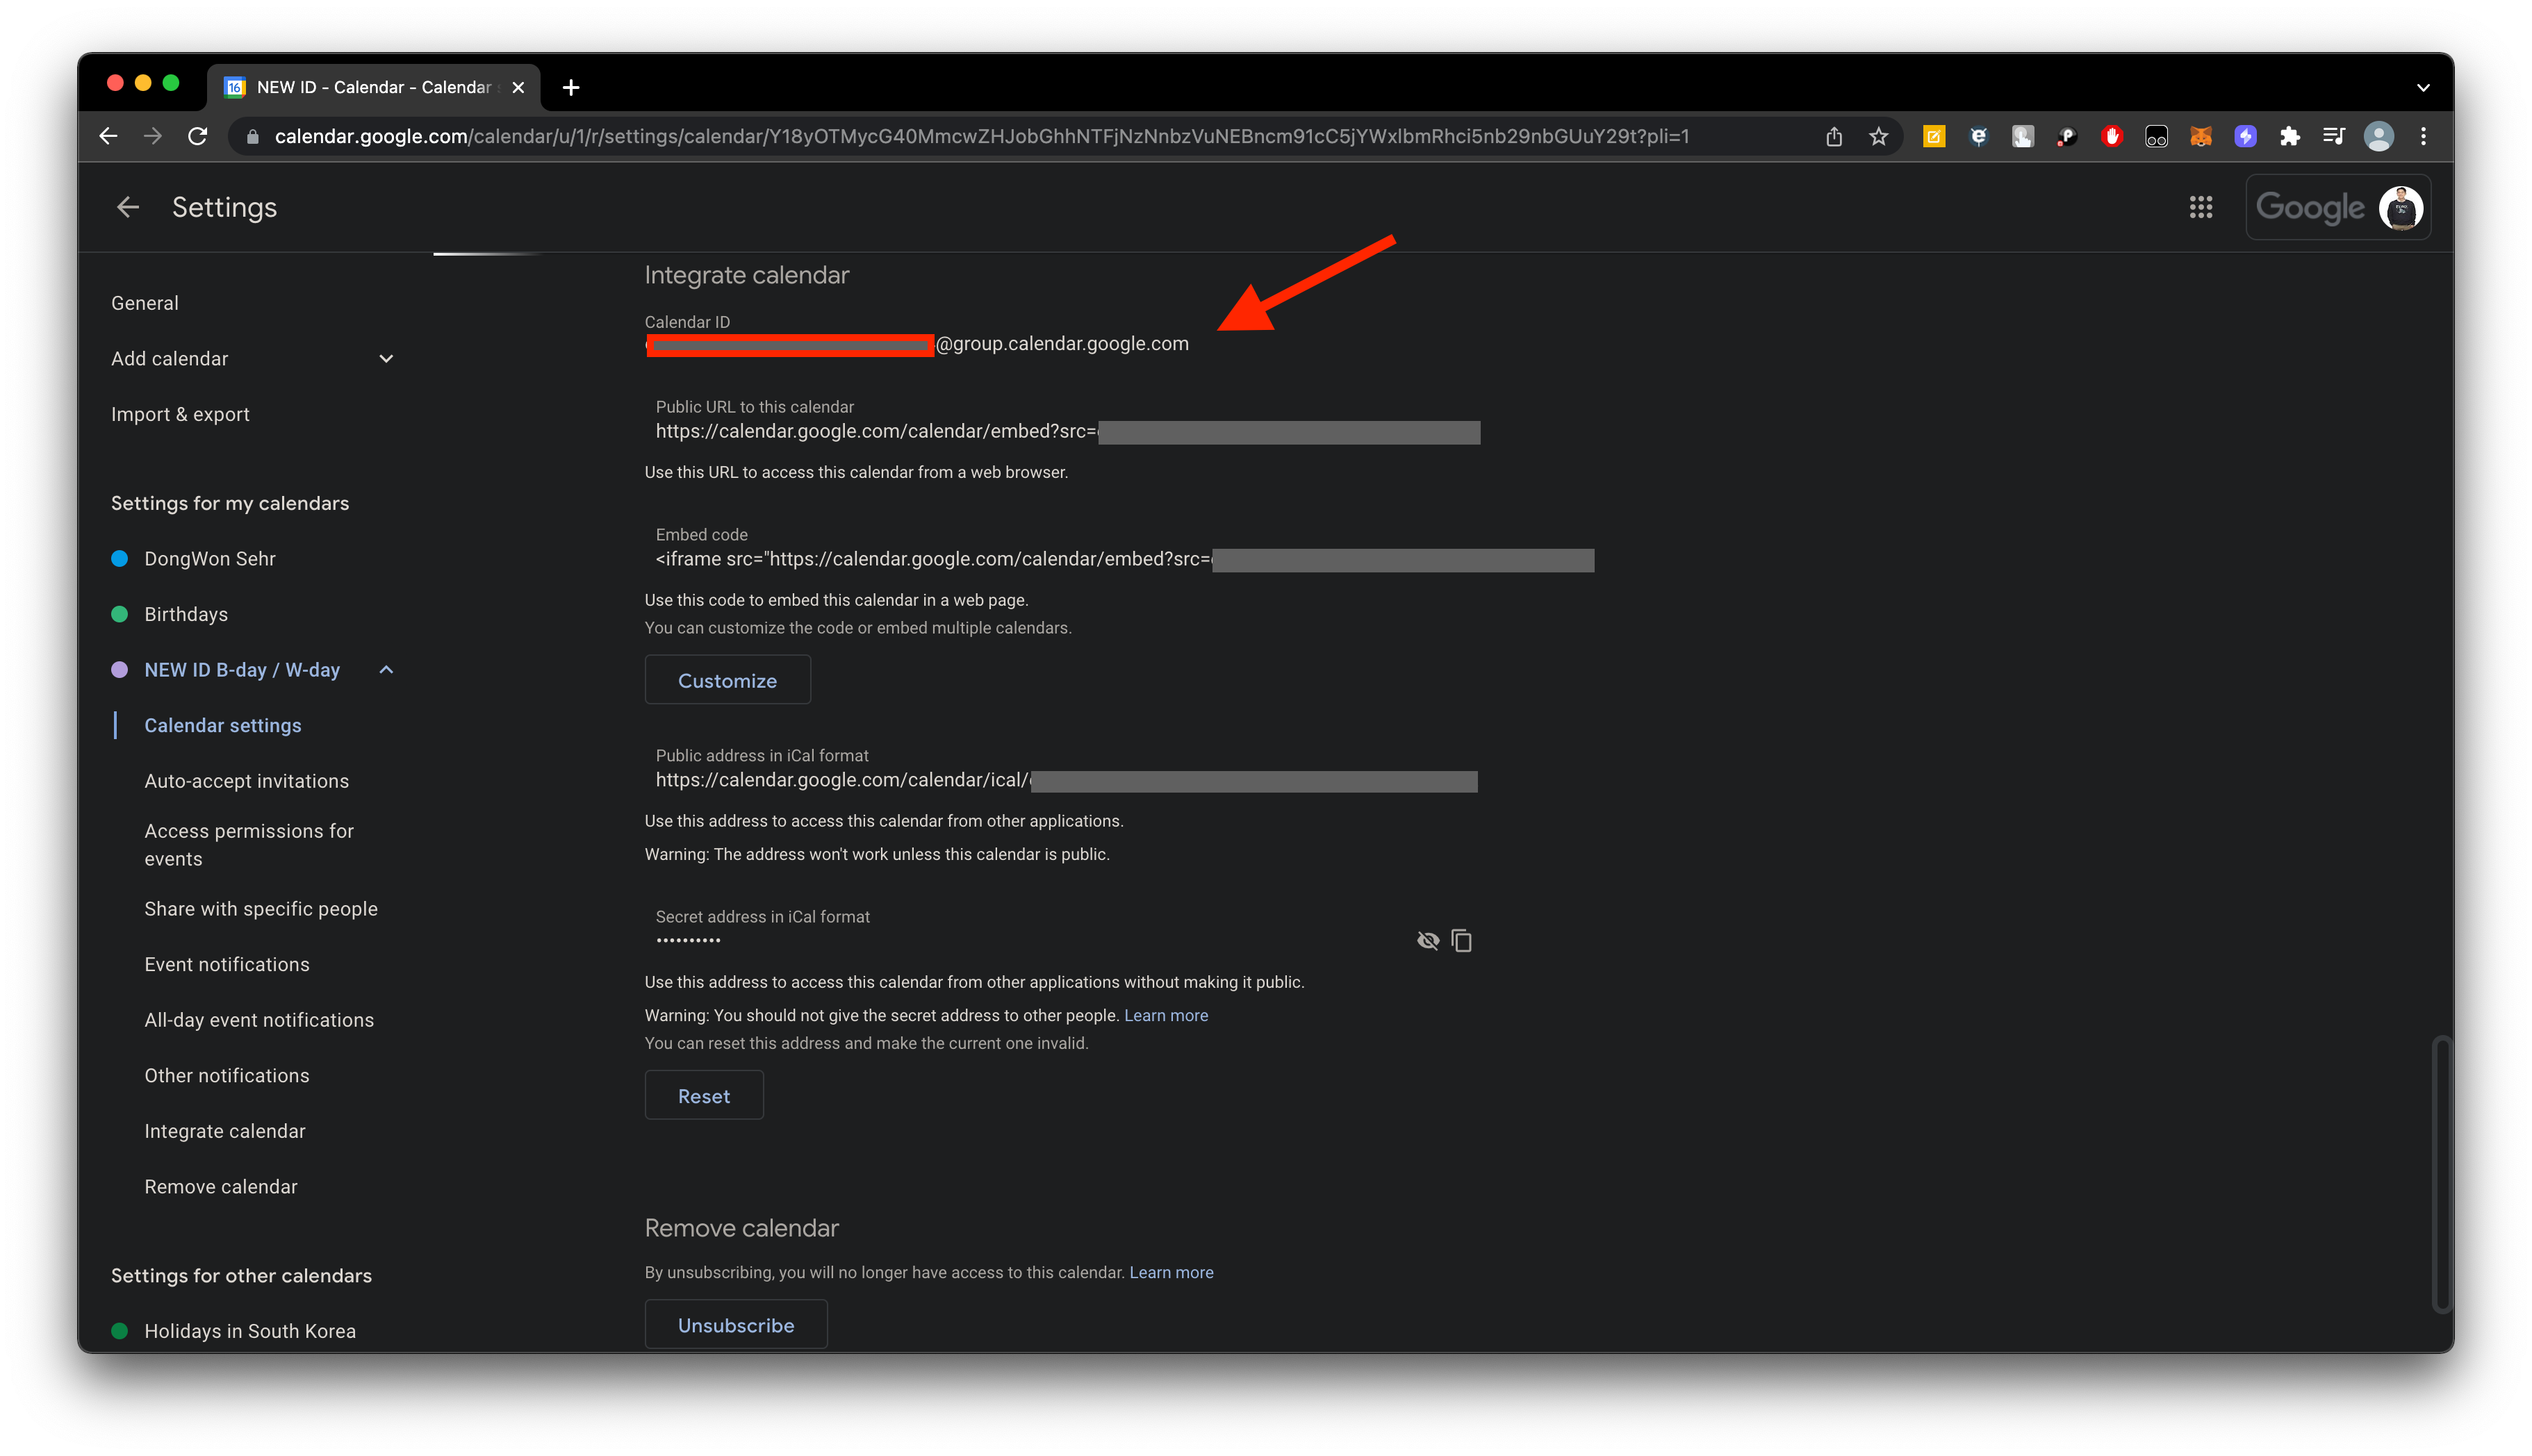 NEW ID - Calendar - Calendar
calendar.google.com/calendar/u/1/r/settings/calendar/Y18yOTMycG40MmcwZHJobGhhNTFjNzNnbzVuNEBncm91cC5jYWxlbmRhci5nb29nbGUuY29t?pli=1
Settings
Google
General
Add calendar
Import & export
Settings for my calendars
DongWon Sehr
Birthdays
NEW ID B-day / W-day
Calendar settings
Auto-accept invitations
Access permissions for
events
Share with specific people
Event notifications
All-day event notifications
Other notifications
Integrate calendar
Remove calendar
Settings for other calendars
Holidays in South Korea
Integrate calendar
Calendar ID
@group.calendar.google.com
Public URL to this calendar
https://calendar.google.com/calendar/embed?src=
Use this URL to access this calendar from a web browser.
Embed code
<iframe src="https://calendar.google.com/calendar/embed?src=
Use this code to embed this calendar in a web page.
You can customize the code or embed multiple calendars.
Customize
Public address in iCal format
https://calendar.google.com/calendar/ical/
Use this address to access this calendar from other applications.
Warning: The address won't work unless this calendar is public.
Secret address in iCal format
••••••••••
Use this address to access this calendar from other applications without making it public.
Warning: You should not give the secret address to other people. Learn more
You can reset this address and make the current one invalid.
Reset
Remove calendar
By unsubscribing, you will no longer have access to this calendar. Learn more
Unsubscribe